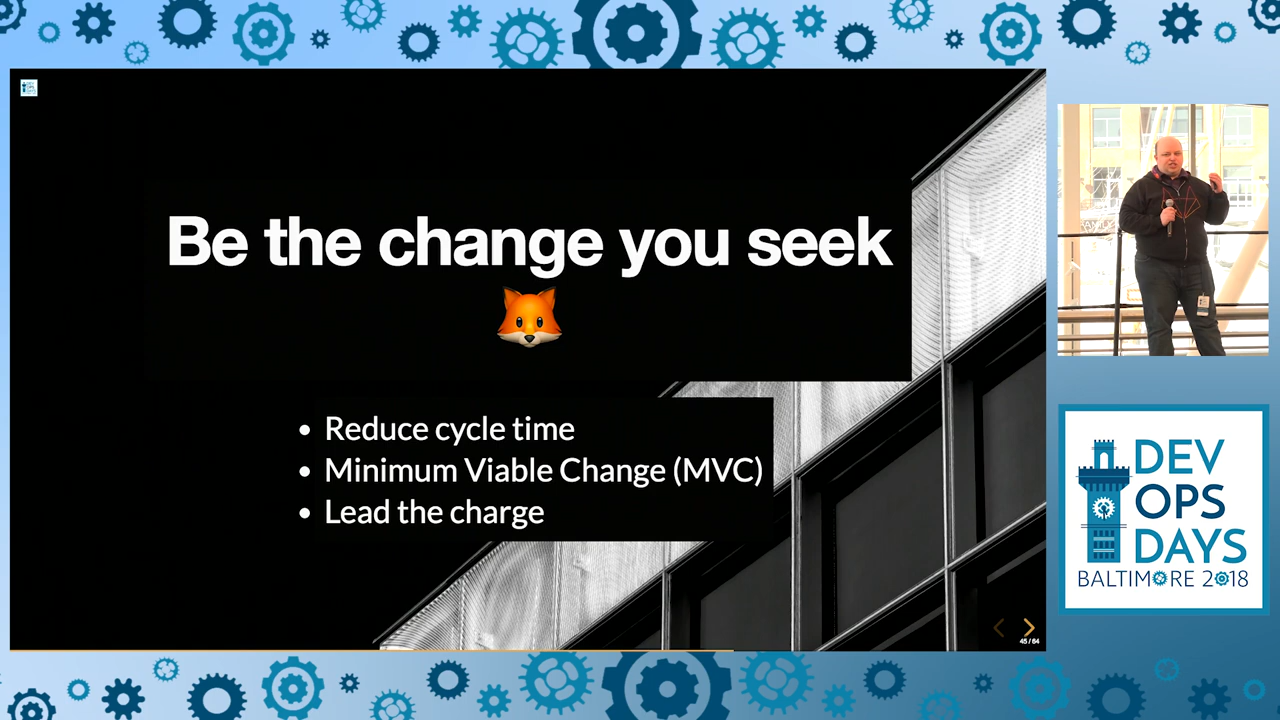 Be the change you seek
• Reduce cycle time
• Minimum Viable Change (MVC)
• Lead the charge
45 / 64
DEV
OPS
DAYS
BALTIMORE 2018